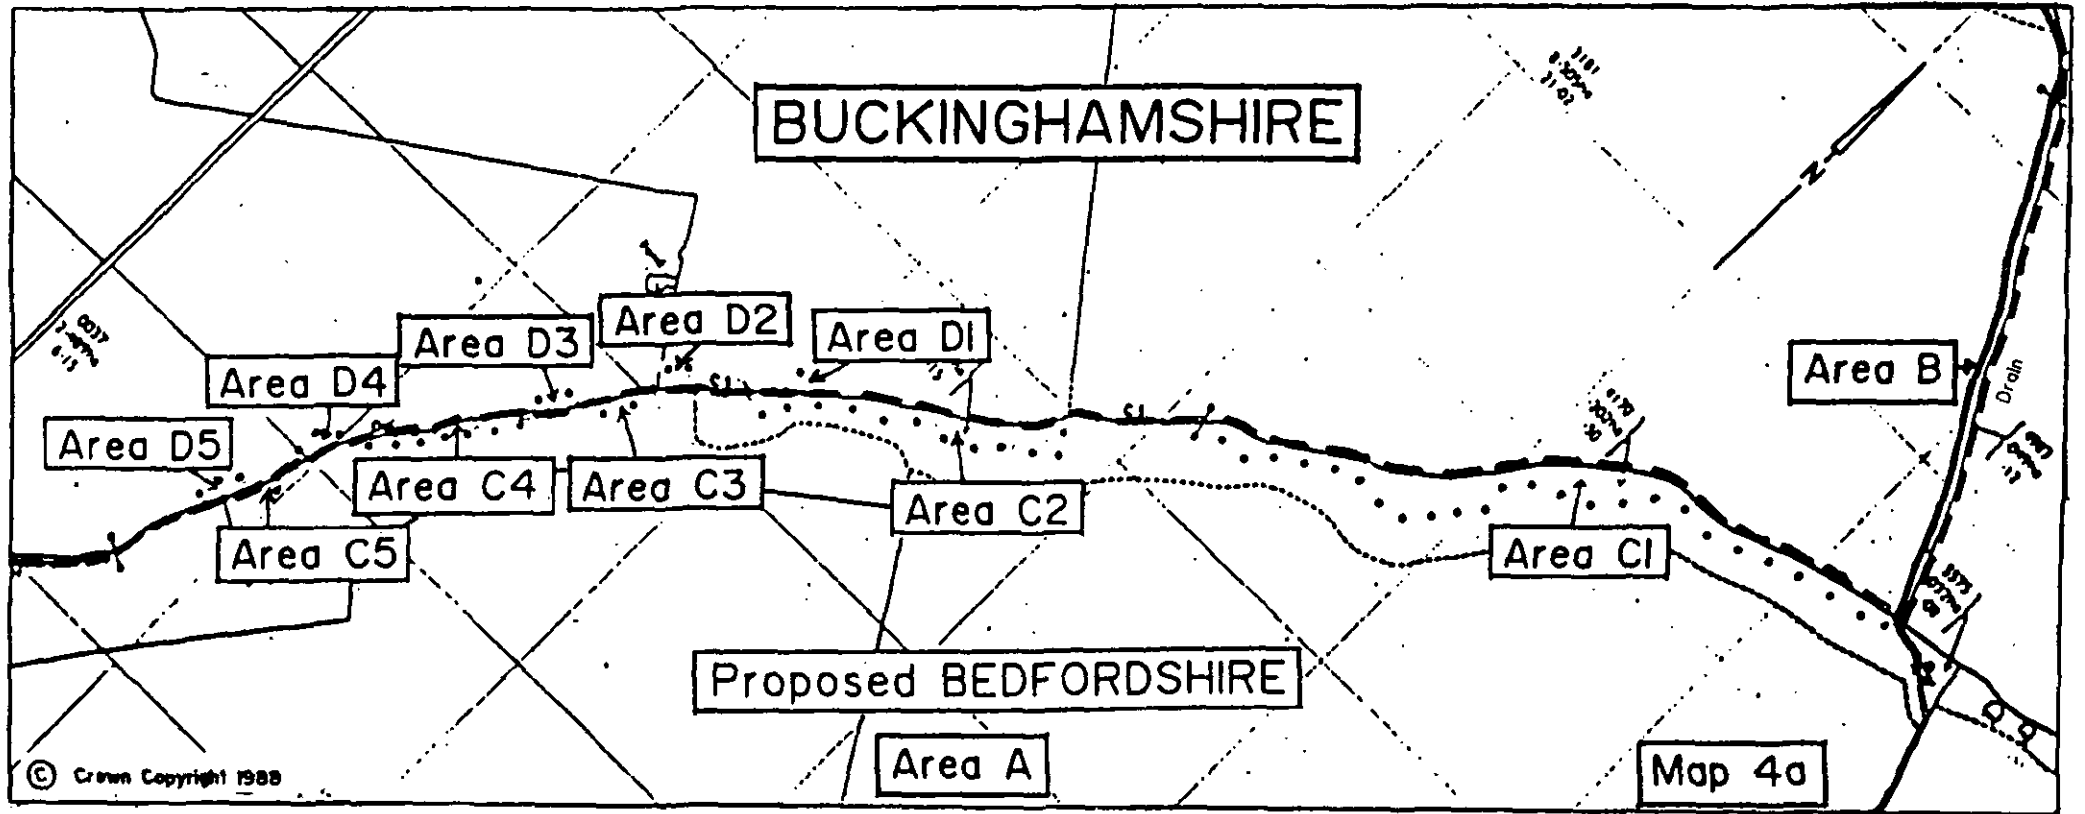 BUCKINGHAMSHIRE
N
Area D2
Area D1
Area D3
Area D4
Area B
Drain
Area D5
Area C4
Area C3
Area C2
Area C5
Area C1
Proposed BEDFORDSHIRE
Area A
Map 4a
© Crown Copyright 1988